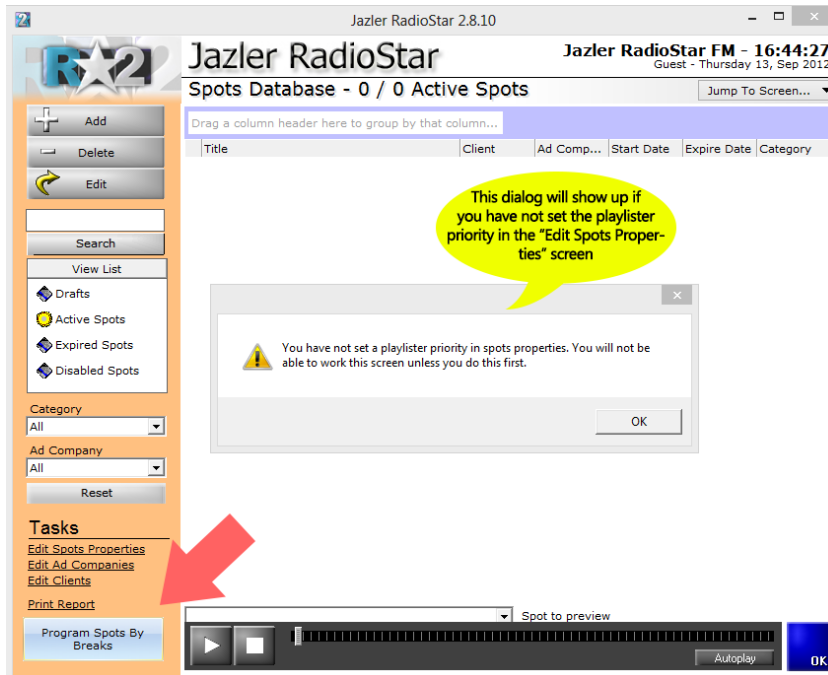 Jazler RadioStar 2.8.10
R 2
Jazler RadioStar
Jazler RadioStar FM - 16:44:27
Guest - Thursday 13, Sep 2012
Spots Database - 0 / 0 Active Spots
Jump To Screen...
Add
Delete
Edit
Search
View List
Drafts
Active Spots
Expired Spots
Disabled Spots
Category
All
Ad Company
All
Reset
Tasks
Edit Spots Properties
Edit Ad Companies
Edit Clients
Print Report
Program Spots By
Breaks
Drag a column header here to group by that column...
Title Client Ad Comp... Start Date Expire Date Category
This dialog will show up if
you have not set the playlister
priority in the “Edit Spots Proper-
ties” screen
You have not set a playlister priority in spots properties. You will not be
able to work this screen unless you do this first.
OK
Spot to preview
Autoplay
OK